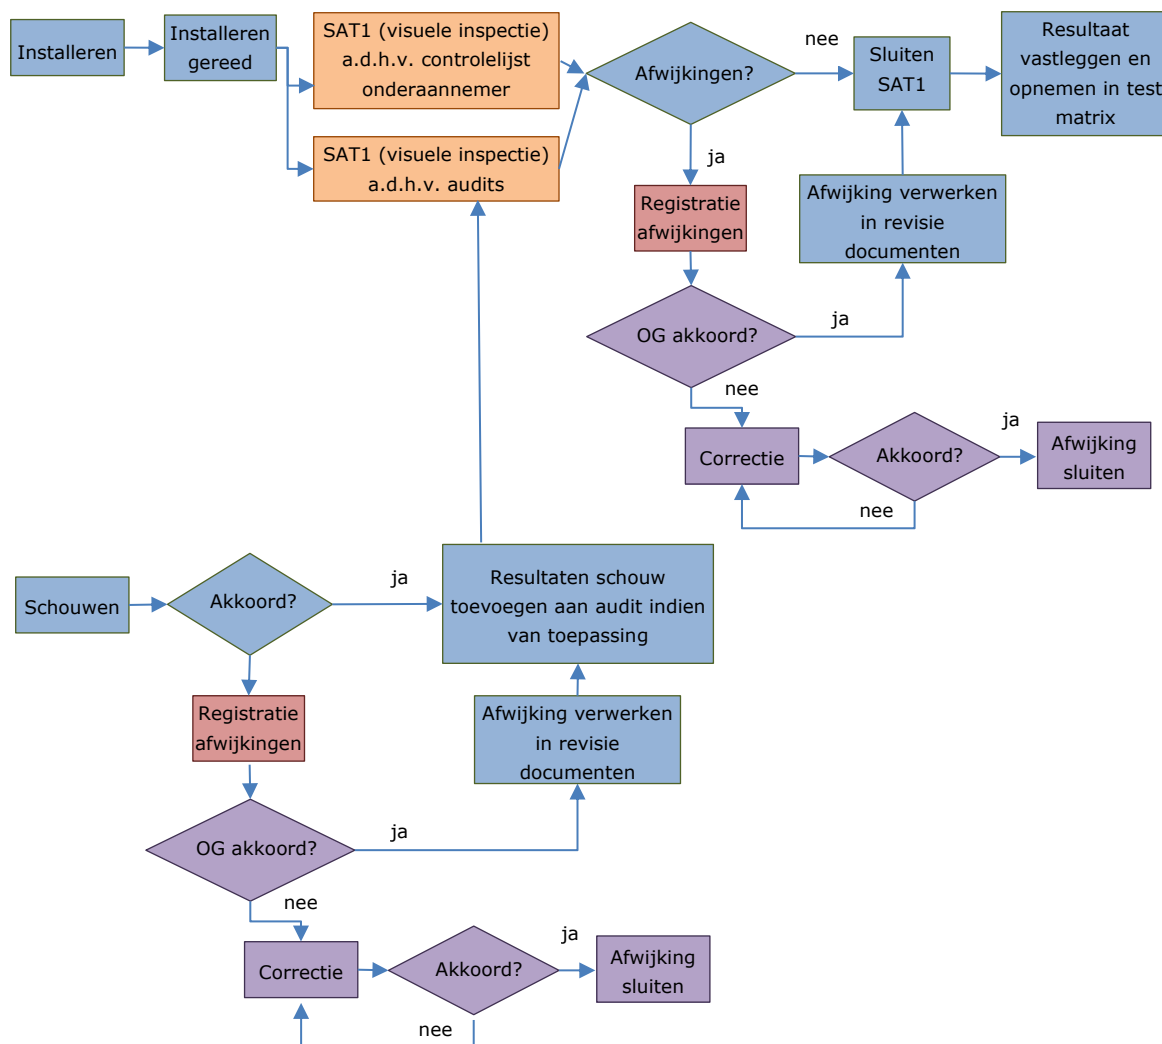 Installeren
Installeren
gereed
SAT1 (visuele inspectie)
a.d.h.v. controlelijst
onderaannemer
SAT1 (visuele inspectie)
a.d.h.v. audits
Afwijkingen?
nee
Sluiten
SAT1
Resultaat
vastleggen en
opnemen in test
matrix
ja
Registratie
afwijkingen
Afwijking verwerken
in revisie
documenten
OG akkoord?
ja
nee
Correctie
Akkoord?
ja
Afwijking
sluiten
nee
Schouwen
Akkoord?
ja
Resultaten schouw
toevoegen aan audit indien
van toepassing
Registratie
afwijkingen
Afwijking verwerken
in revisie
documenten
OG akkoord?
ja
nee
Correctie
Akkoord?
ja
Afwijking
sluiten
nee